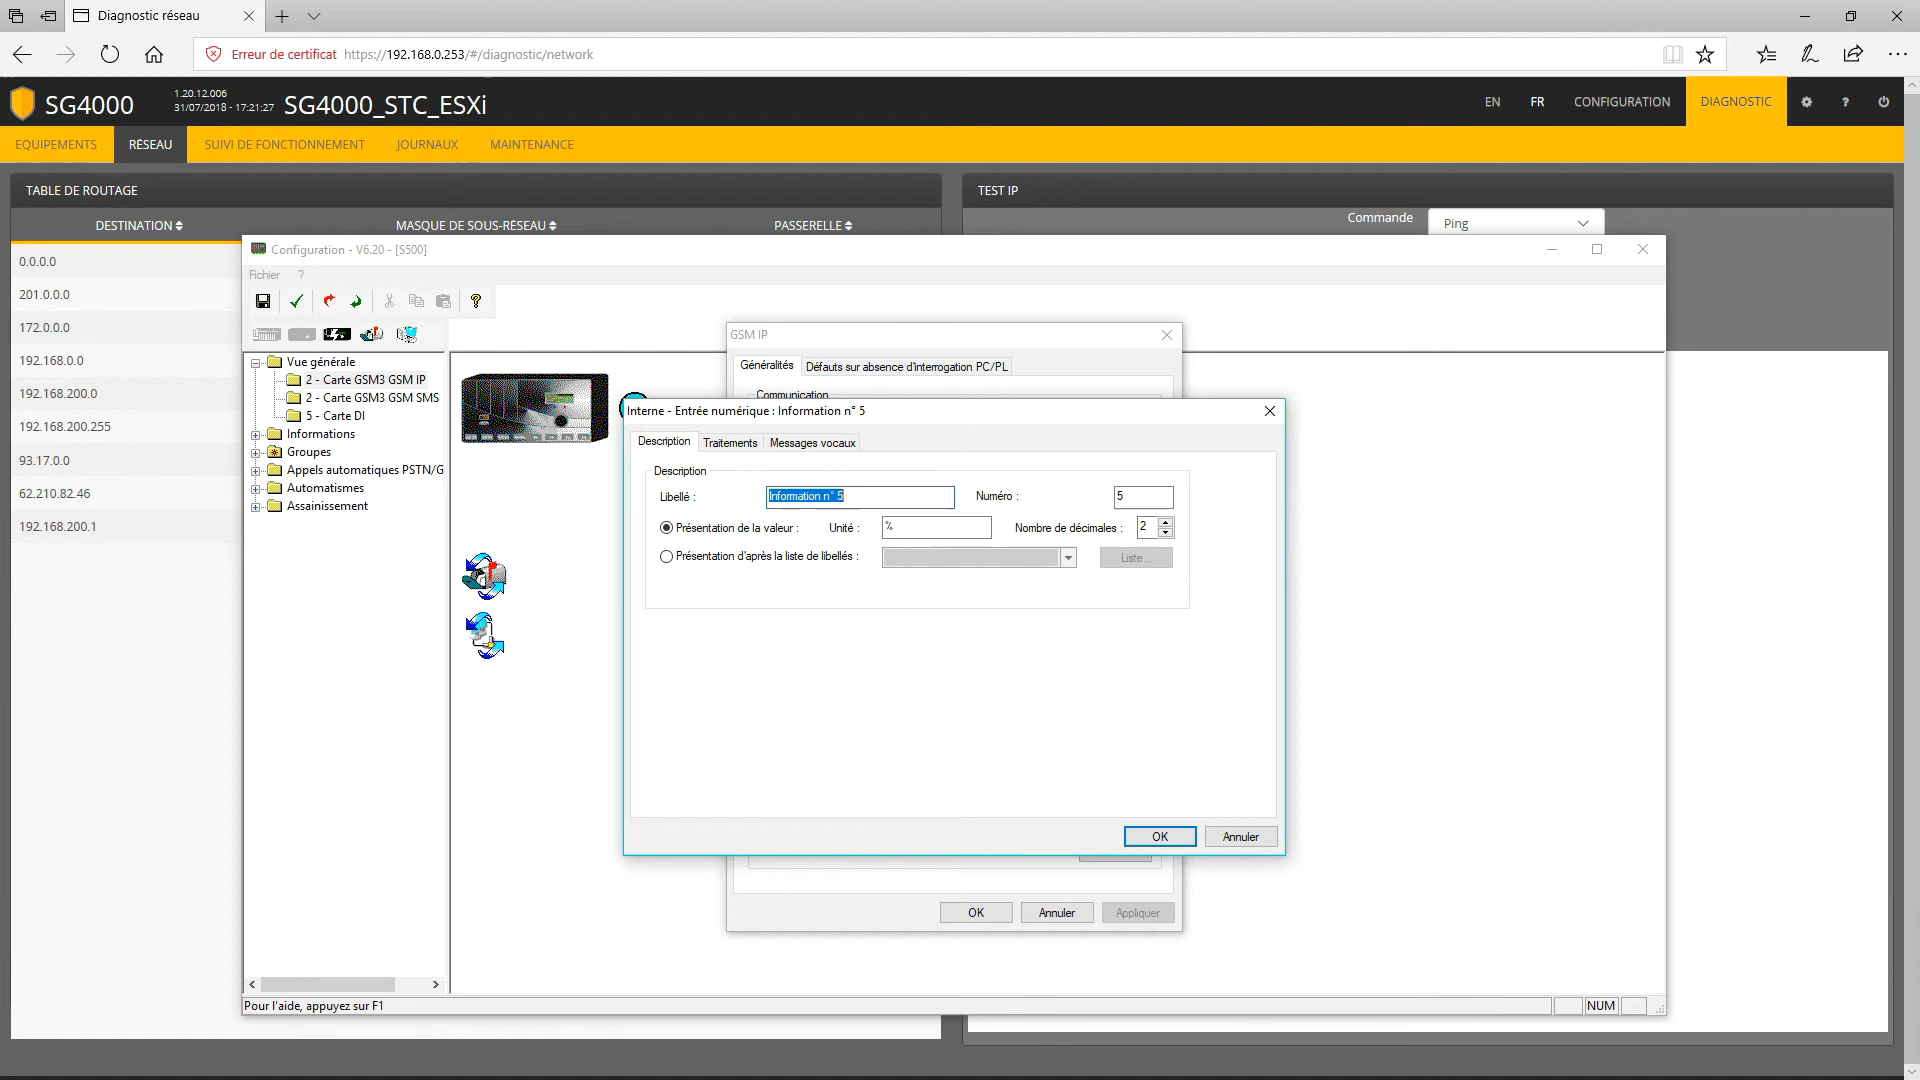 Diagnostic réseau
Erreur de certificat https://192.168.0.253/#/diagnostic/network
SG4000
1.20.12.006
31/07/2018 - 17:21:27
SG4000_STC_ESXi
EN
FR
CONFIGURATION
DIAGNOSTIC
?
EQUIPEMENTS
RÉSEAU
SUIVI DE FONCTIONNEMENT
JOURNAUX
MAINTENANCE
TABLE DE ROUTAGE
DESTINATION
MASQUE DE SOUS-RÉSEAU
PASSERELLE
0.0.0.0
201.0.0.0
172.0.0.0
192.168.0.0
192.168.200.0
192.168.200.255
93.17.0.0
62.210.82.46
192.168.200.1
TEST IP
Commande
Ping
Configuration - V6.20 - [S500]
Fichier ?
Vue générale
2 - Carte GSM3 GSM IP
2 - Carte GSM3 GSM SMS
5 - Carte DI
Informations
Groupes
Appels automatiques PSTN/G
Automatismes
Assainissement
GSM IP
Généralités
Défauts sur absence d'interrogation PC/PL
Communication
Interne - Entrée numérique : Information n° 5
Description
Traitements
Messages vocaux
Description
Libellé :
Information n° 5
Numéro :
5
Présentation de la valeur :
Unité :
%
Nombre de décimales :
2
Présentation d'après la liste de libellés :
Liste...
OK
Annuler
OK
Annuler
Appliquer
Pour l'aide, appuyez sur F1
NUM